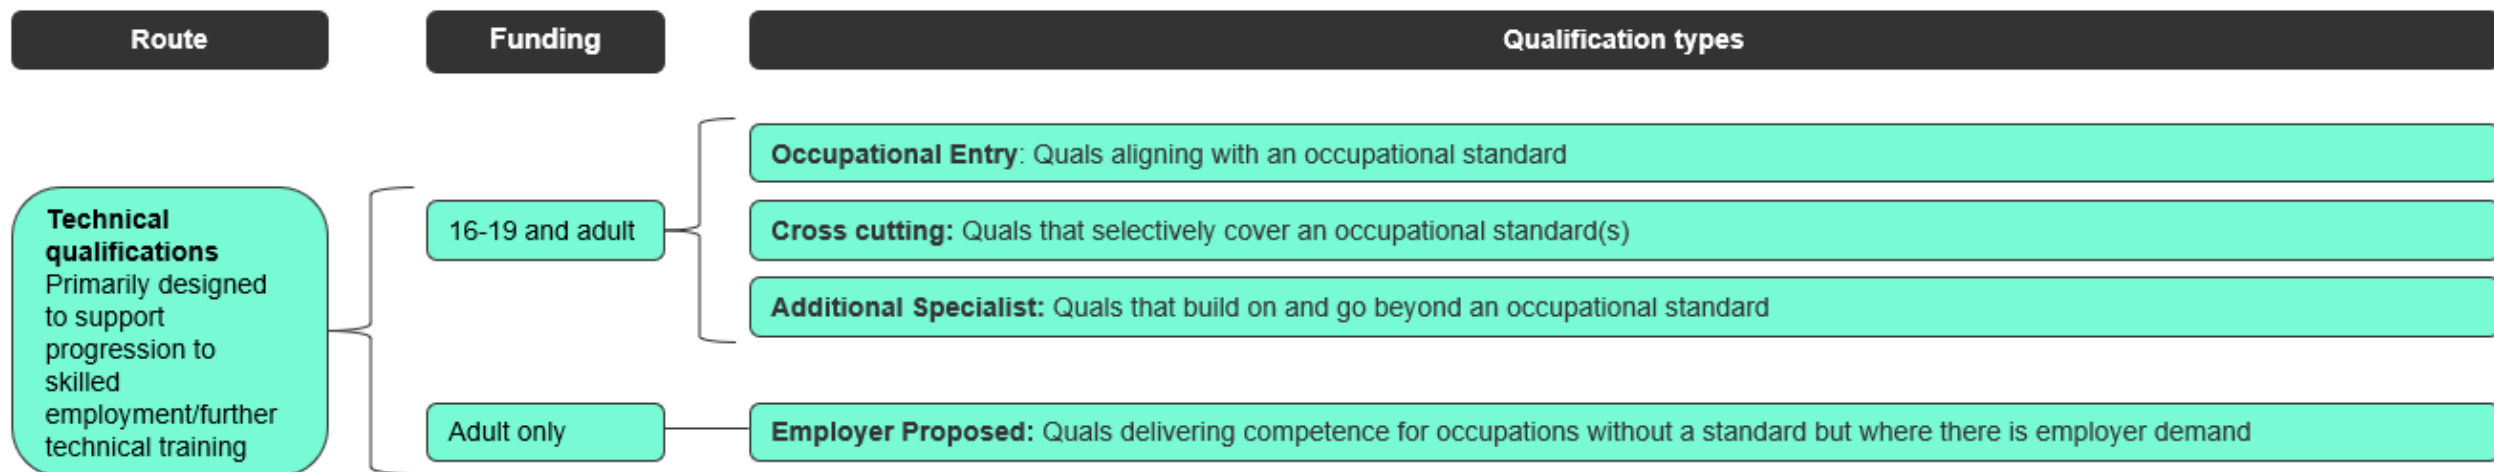 Route
Funding
Qualification types
Technical
qualifications
Primarily designed
to support
progression to
skilled
employment/further
technical training
16-19 and adult
Occupational Entry: Quals aligning with an occupational standard
Cross cutting: Quals that selectively cover an occupational standard(s)
Additional Specialist: Quals that build on and go beyond an occupational standard
Adult only
Employer Proposed: Quals delivering competence for occupations without a standard but where there is employer demand